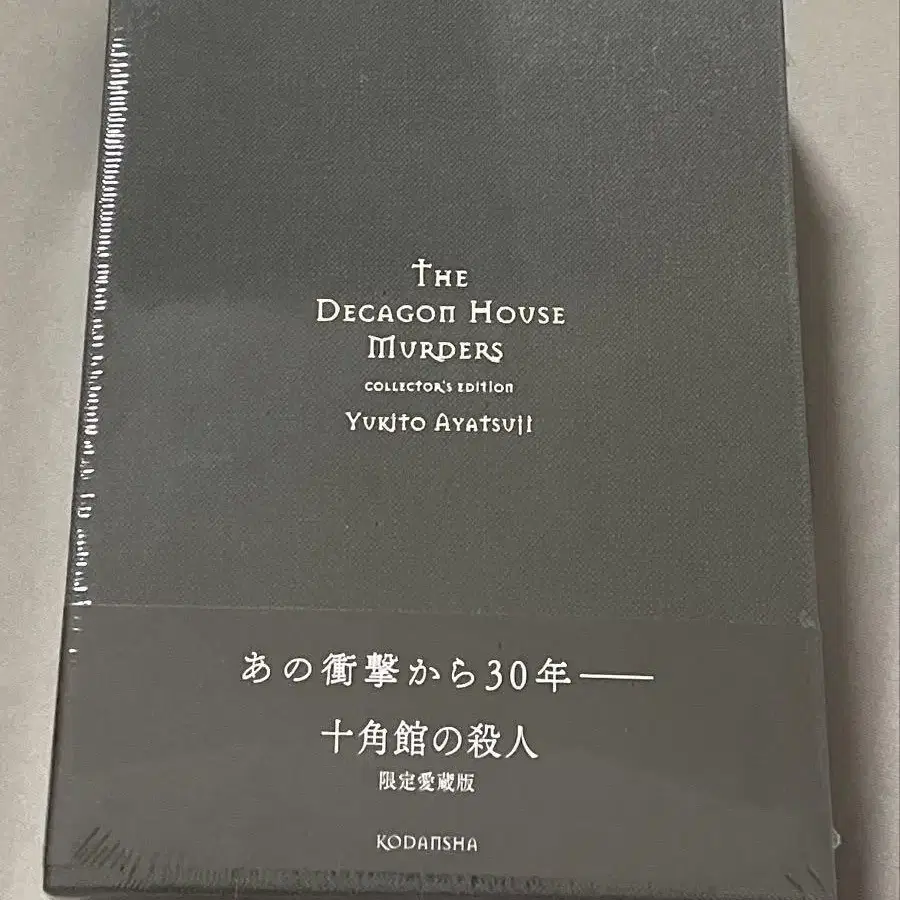 The
Decagon House
Murders
collector's edition
Yukito Ayatsuji
あの衝撃から30年——
十角館の殺人
限定愛蔵版
KODANSHA